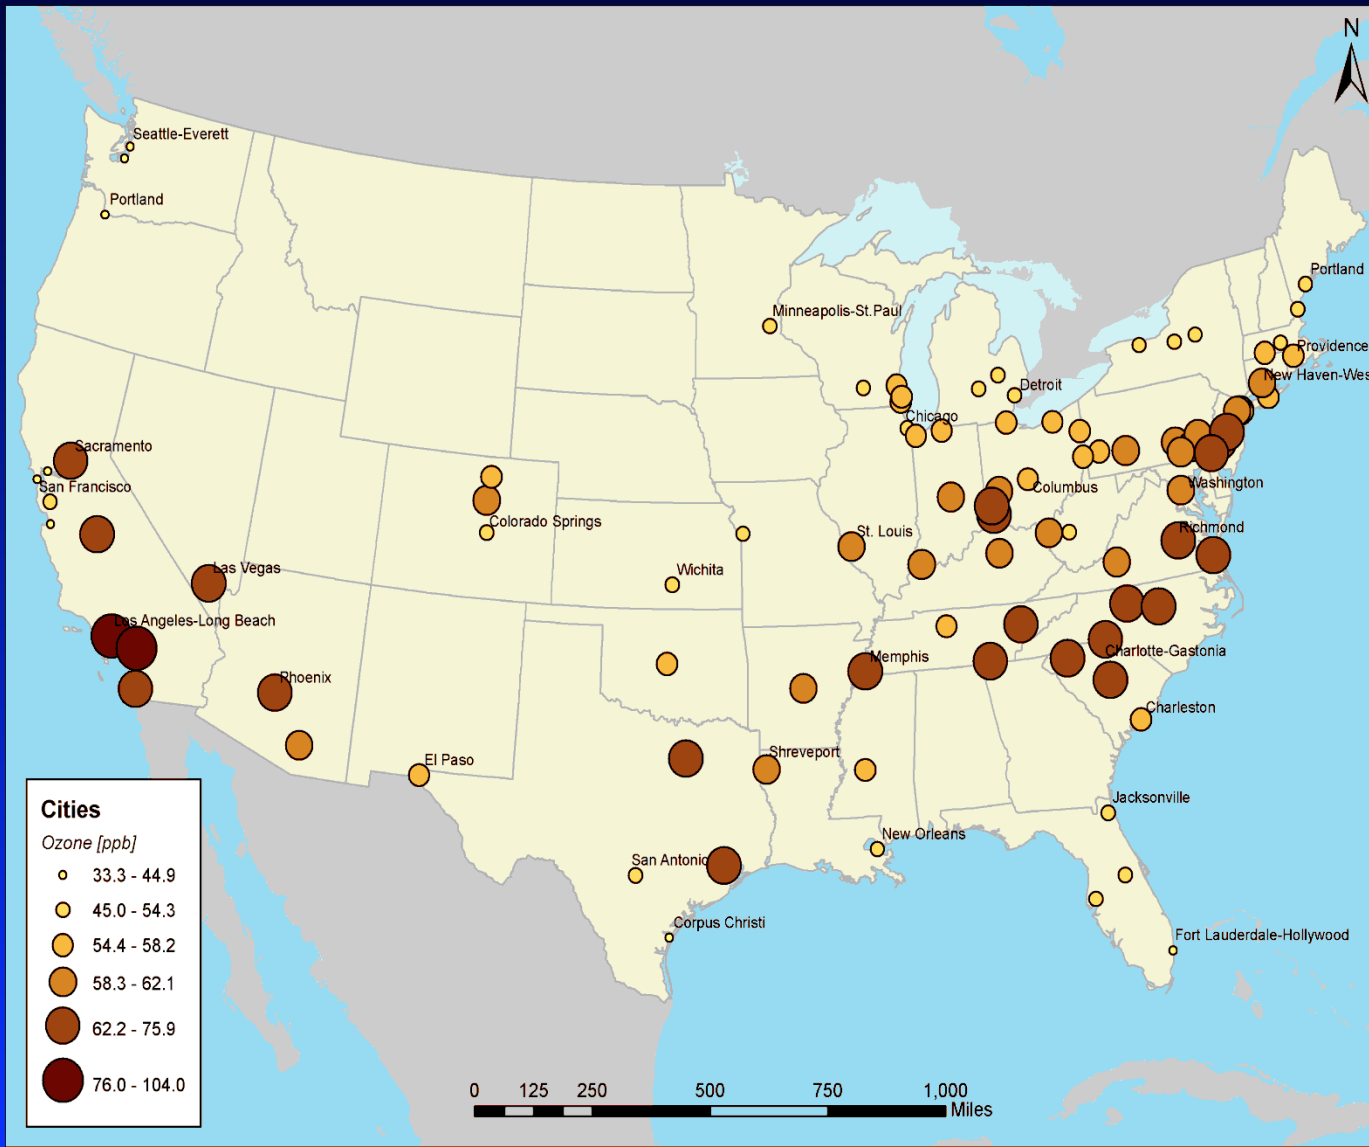 N
Seattle-Everett
Portland
Portland
Minneapolis-St.Paul
Providence
New Haven-Wes
Detroit
Chicago
Sacramento
San Francisco
Columbus
Washington
Colorado Springs
St. Louis
Richmond
Las Vegas
Wichita
Los Angeles-Long Beach
Memphis
Charlotte-Gastonia
Phoenix
Charleston
El Paso
Shreveport
Jacksonville
New Orleans
San Antonio
Corpus Christi
Fort Lauderdale-Hollywood
Cities
Ozone [ppb]
33.3 - 44.9
45.0 - 54.3
54.4 - 58.2
58.3 - 62.1
62.2 - 75.9
76.0 - 104.0
0 125 250 500 750 1,000
Miles